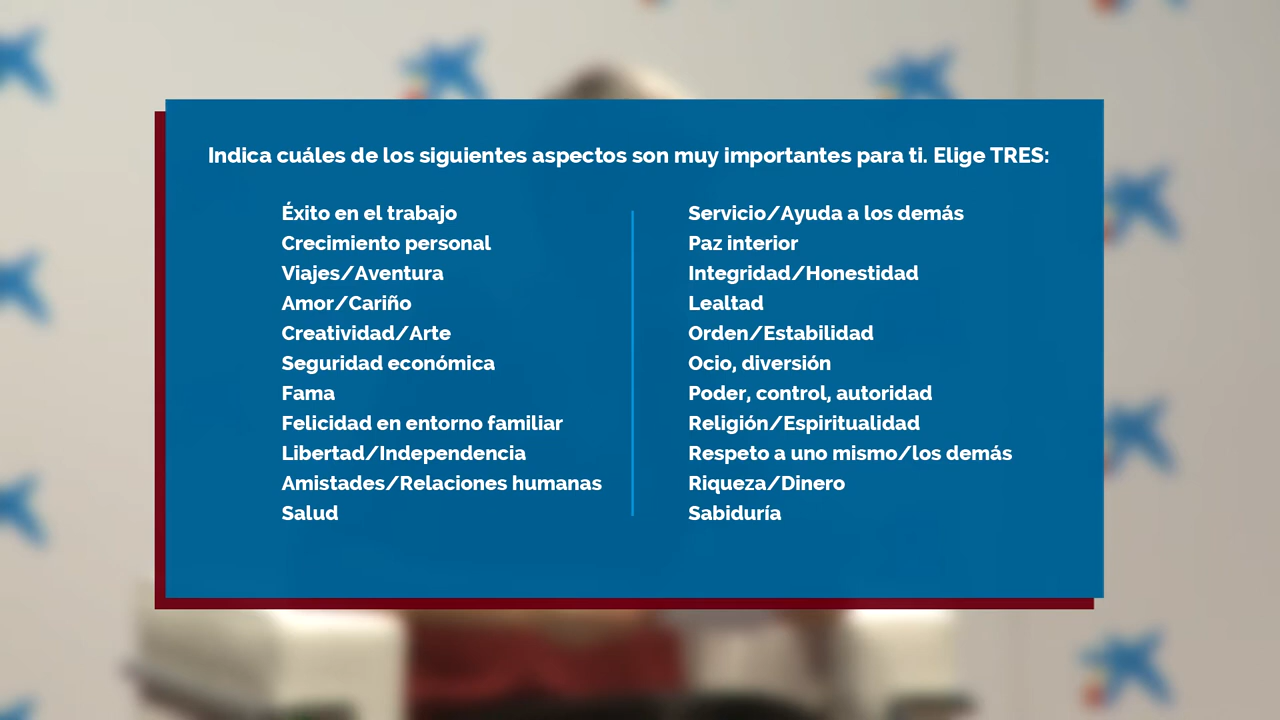 Indica cuáles de los siguientes aspectos son muy importantes para ti. Elige TRES:
Éxito en el trabajo
Crecimiento personal
Viajes/Aventura
Amor/Cariño
Creatividad/Arte
Seguridad económica
Fama
Felicidad en entorno familiar
Libertad/Independencia
Amistades/Relaciones humanas
Salud
Servicio/Ayuda a los demás
Paz interior
Integridad/Honestidad
Lealtad
Orden/Estabilidad
Ocio, diversión
Poder, control, autoridad
Religión/Espiritualidad
Respeto a uno mismo/los demás
Riqueza/Dinero
Sabiduría